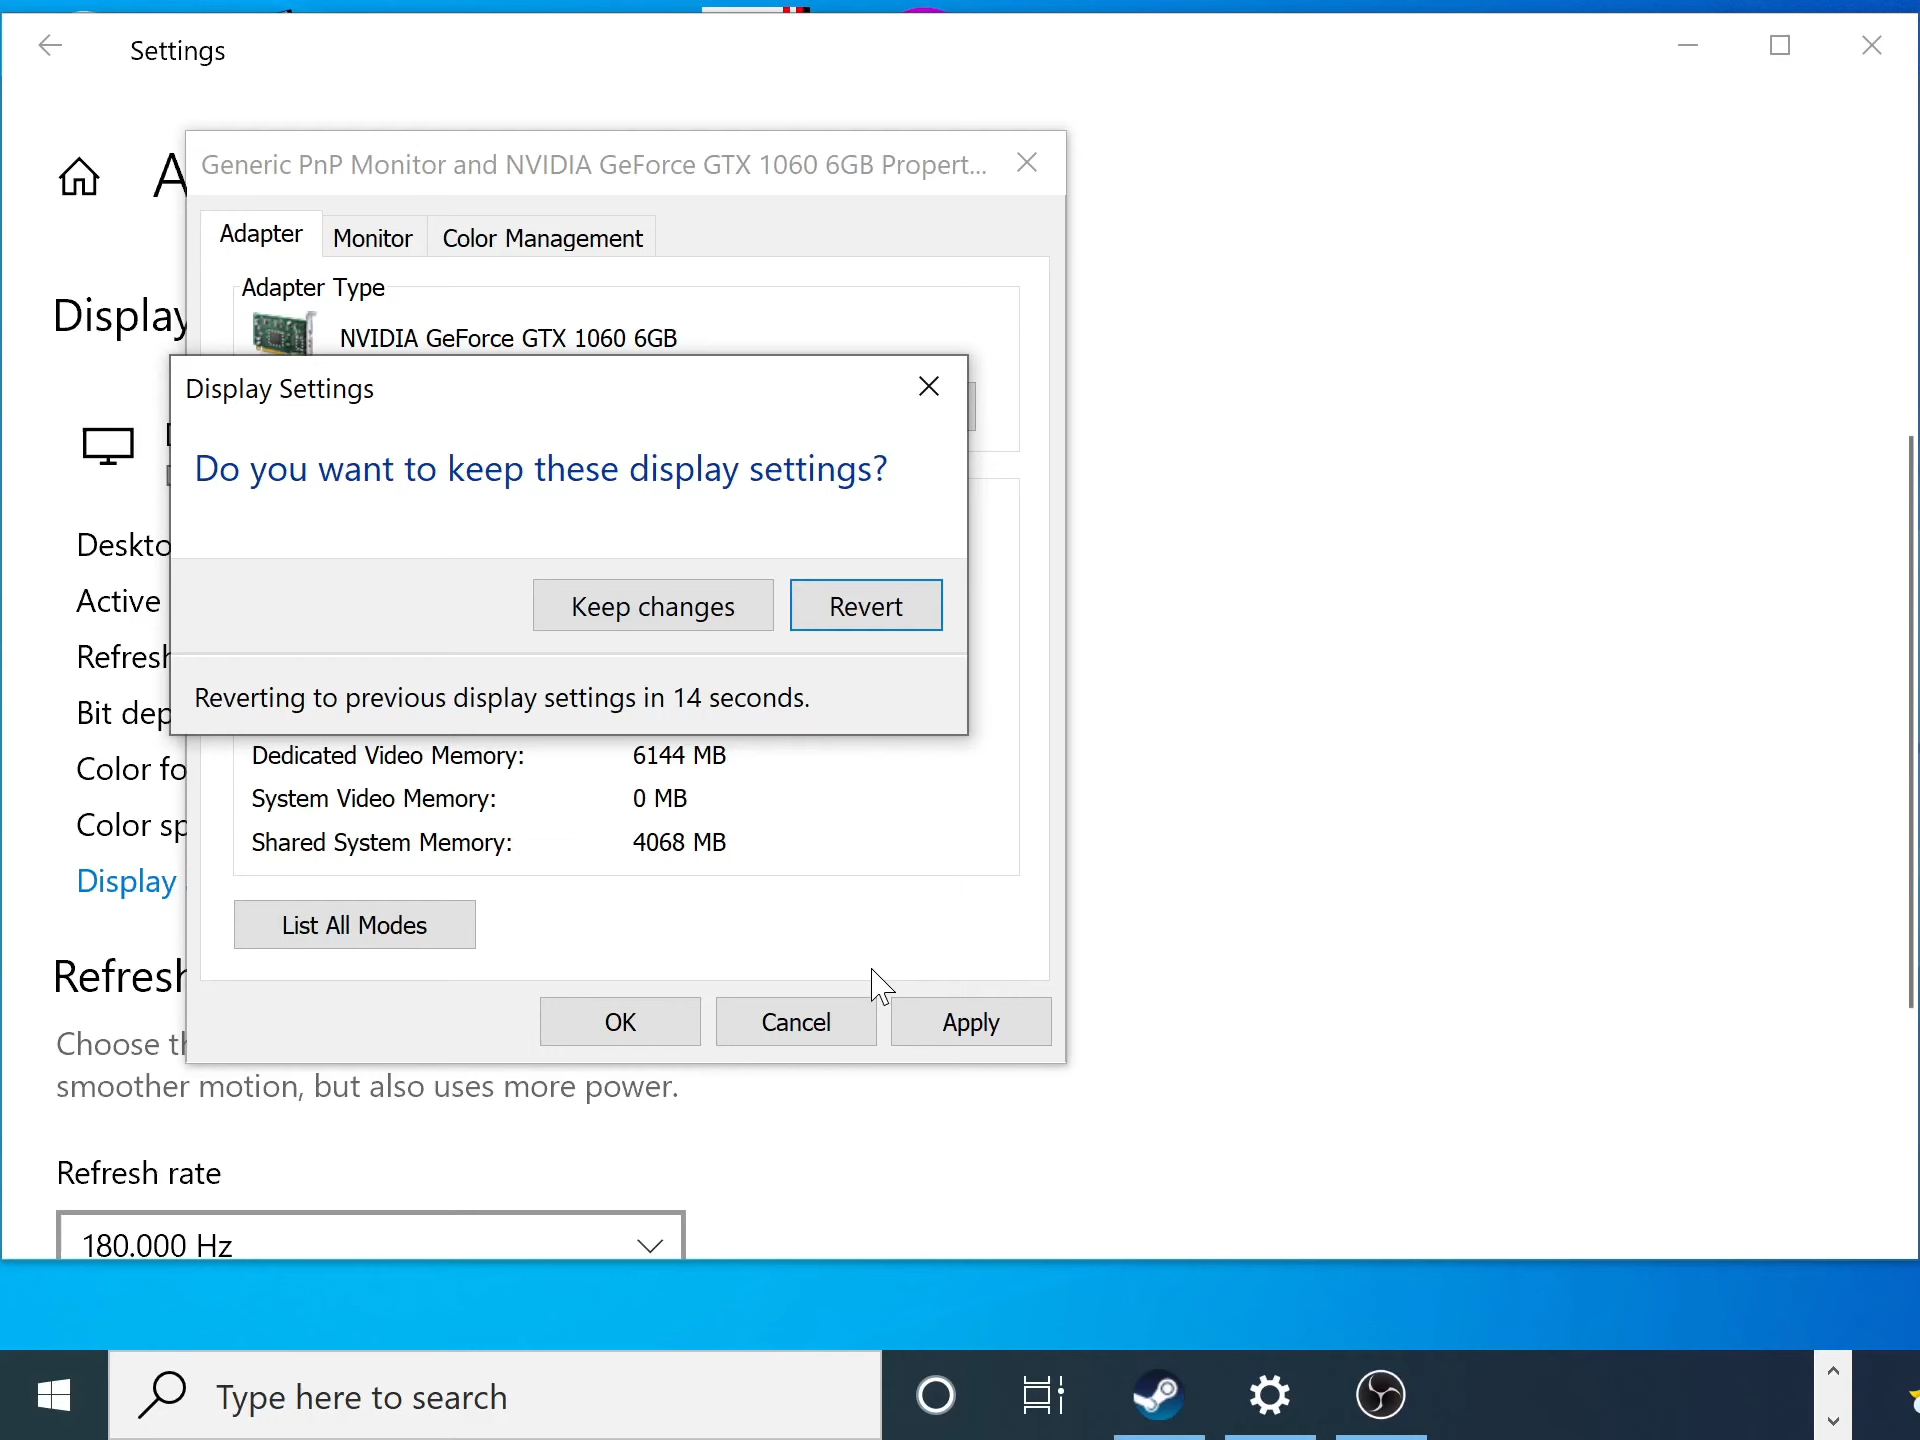 Settings
A
Generic PnP Monitor and NVIDIA GeForce GTX 1060 6GB Propert...
Adapter
Monitor
Color Management
Adapter Type
NVIDIA GeForce GTX 1060 6GB
Display
Display Settings
Do you want to keep these display settings?
Keep changes
Revert
Reverting to previous display settings in 14 seconds.
Deskto
Active
Refresh
Bit dep
Color fo
Color sp
Display
Dedicated Video Memory: 6144 MB
System Video Memory: 0 MB
Shared System Memory: 4068 MB
List All Modes
OK
Cancel
Apply
Refresh
Choose th
smoother motion, but also uses more power.
Refresh rate
180.000 Hz
Type here to search